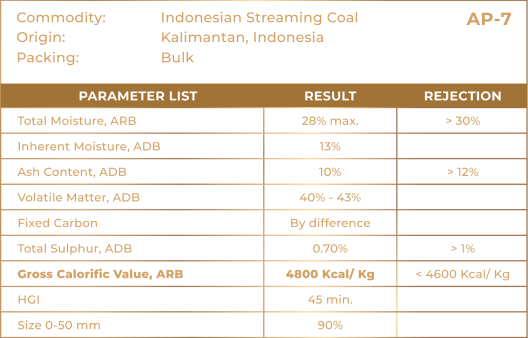 Commodity: Indonesian Streaming Coal AP-7
Origin: Kalimantan, Indonesia
Packing: Bulk
PARAMETER LIST RESULT REJECTION
Total Moisture, ARB 28% max. > 30%
Inherent Moisture, ADB 13%
Ash Content, ADB 10% > 12%
Volatile Matter, ADB 40% - 43%
Fixed Carbon By difference
Total Sulphur, ADB 0.70% > 1%
Gross Calorific Value, ARB 4800 Kcal/ Kg < 4600 Kcal/ Kg
HGI 45 min.
Size 0-50 mm 90%